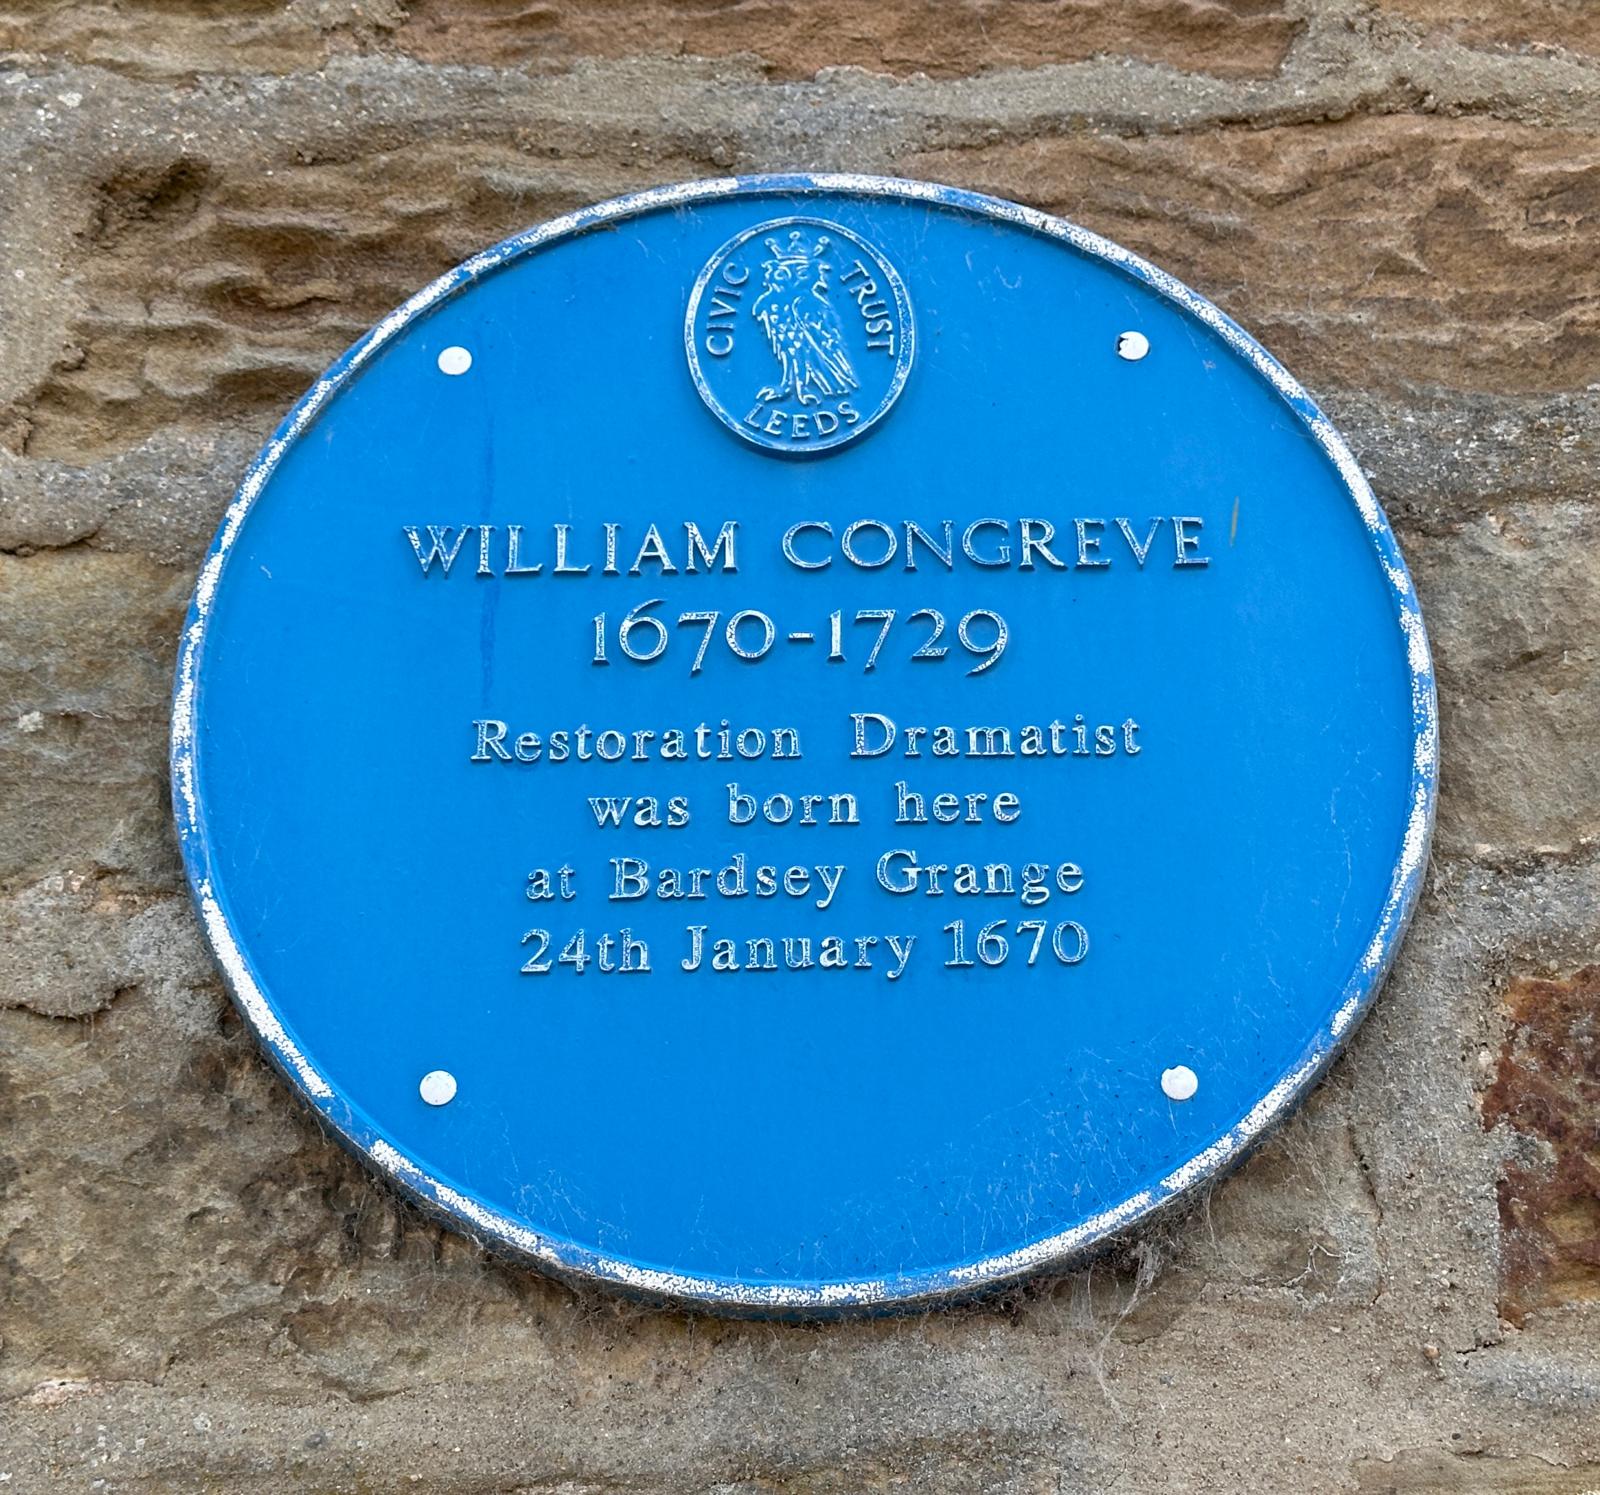 CIVIC TRUST
LEEDS
WILLIAM CONGREVE
1670-1729
Restoration Dramatist
was born here
at Bardsey Grange
24th January 1670